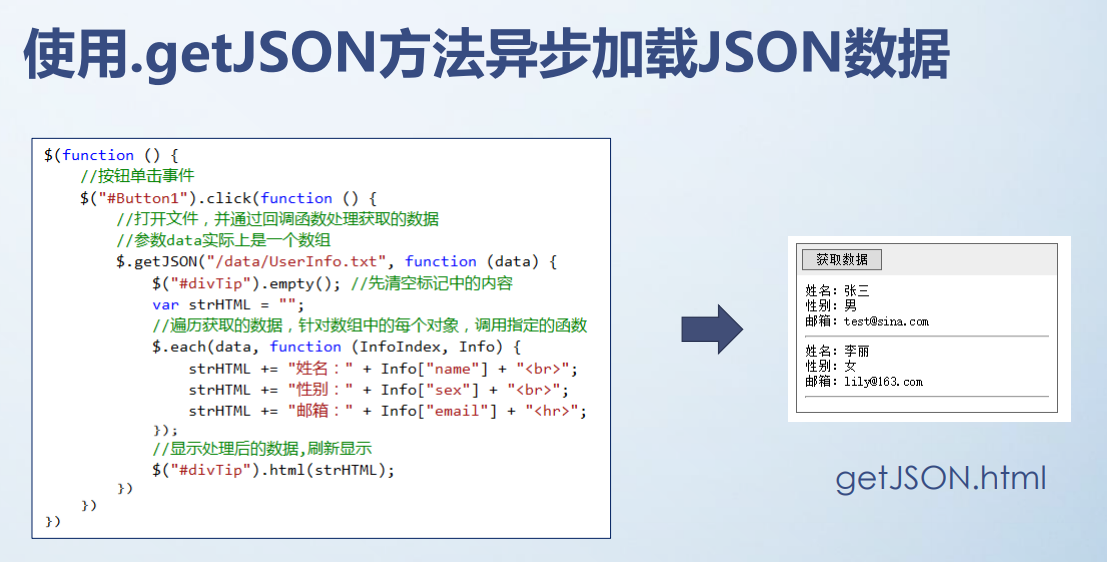 使用.getJSON方法异步加载JSON数据
$(function () {
//按钮单击事件
$("#Button1").click(function () {
//打开文件，并通过回调函数处理获取的数据
//参数data实际上是一个数组
$.getJSON("/data/UserInfo.txt", function (data) {
$("#divTip").empty(); //先清空标记中的内容
var strHTML = "";
//遍历获取的数据，针对数组中的每个对象，调用指定的函数
$.each(data, function (InfoIndex, Info) {
strHTML += "姓名：" + Info["name"] + "<br>";
strHTML += "性别：" + Info["sex"] + "<br>";
strHTML += "邮箱：" + Info["email"] + "<hr>";
});
//显示处理后的数据,刷新显示
$("#divTip").html(strHTML);
})
})
})
获取数据
姓名：张三
性别：男
邮箱：test@sina.com
姓名：李丽
性别：女
邮箱：lily@163.com
getJSON.html